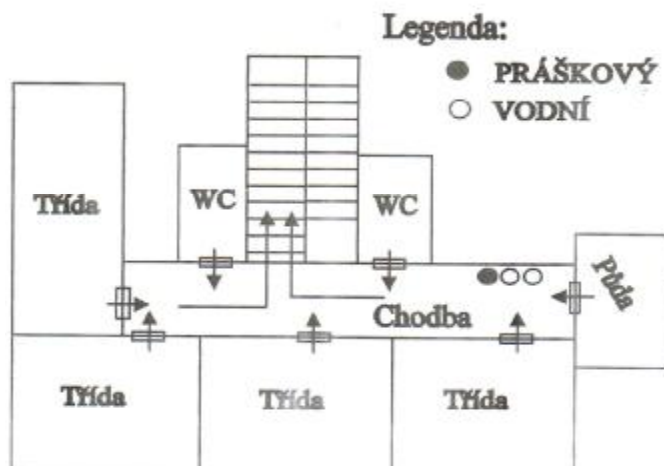 Legenda:
PRÁŠKOVÝ
VODNÍ
Třída
WC
WC
Půda
Chodba
Třída
Třída
Třída